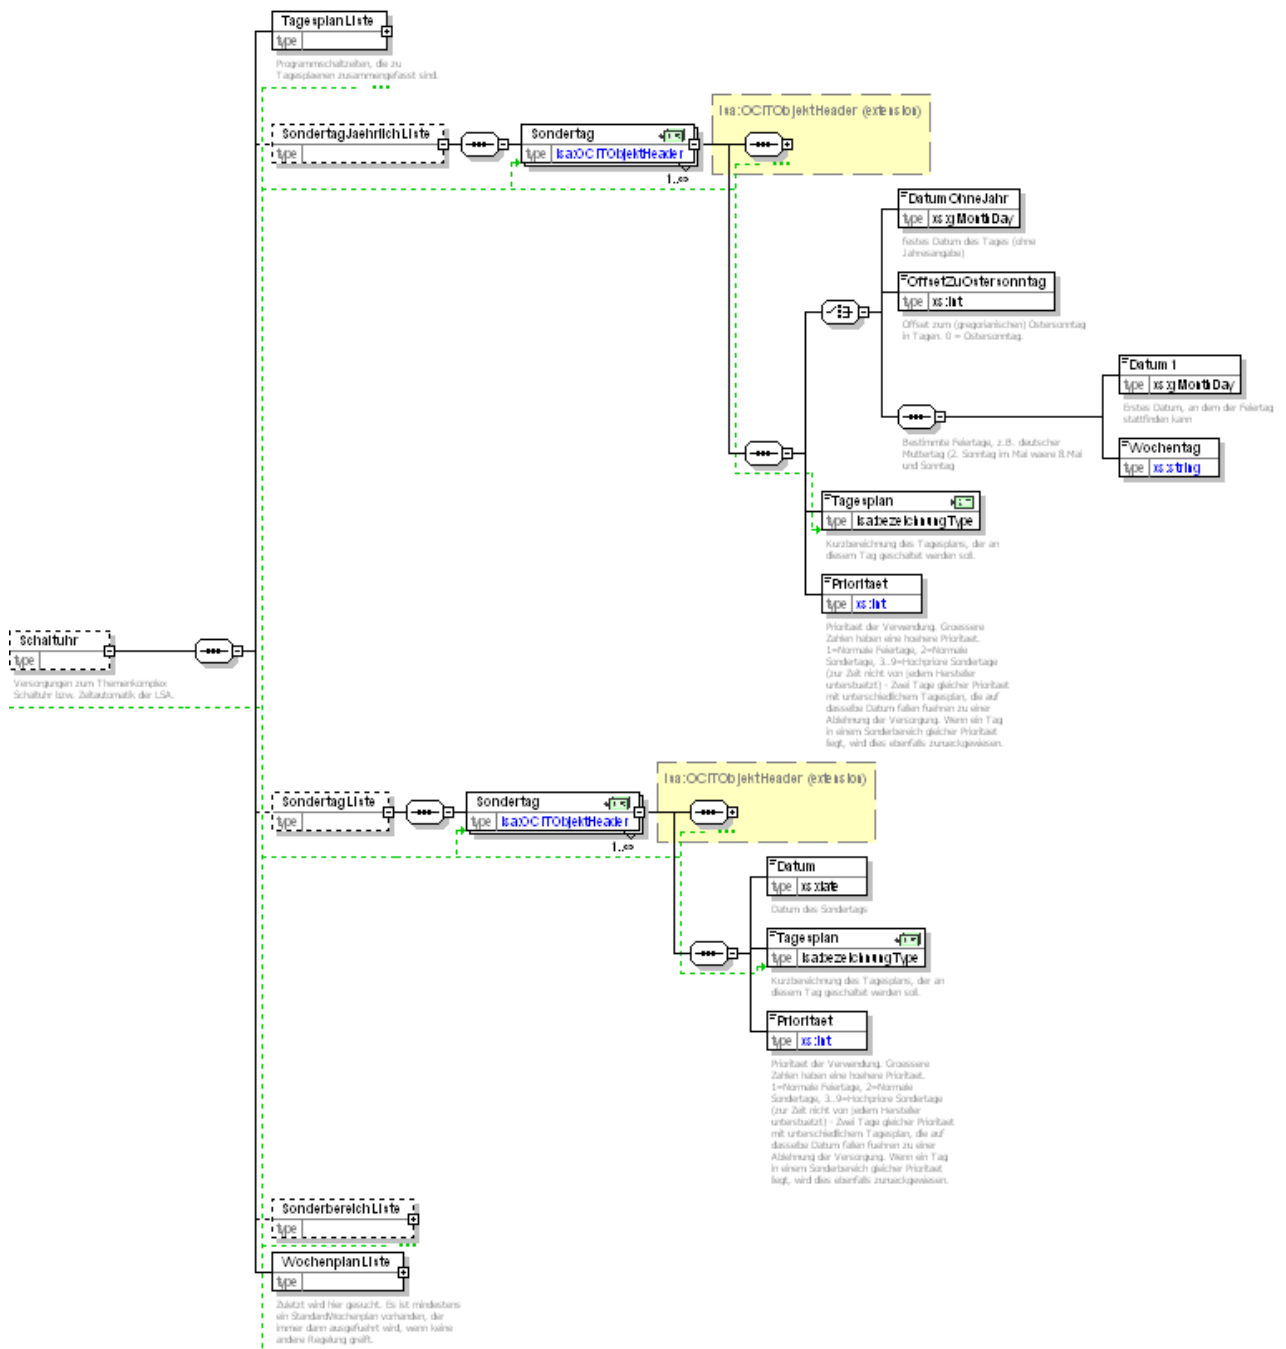 TagesplanListe
type
Programmschaltzeiten, die zu
Tagesplaenen zusammengefasst sind.
lsa:OCITObjektHeader (extension)
SondertagJaehrlichListe
type
Sondertag
type lsa:OCITObjektHeader
1..∞
DatumOhneJahr
type xs:gMonthDay
festes Datum des Tages (ohne
Jahresangabe)
OffsetZuOstersonntag
type xs:int
Offset zum (gregorianischen) Ostersonntag
in Tagen. 0 = Ostersonntag.
Datum1
type xs:gMonthDay
Erstes Datum, an dem der Feiertag
stattfinden kann
Bestimmte Feiertage, z.B. deutscher
Muttertag (2. Sonntag im Mai waere 8.Mai
und Sonntag
Wochentag
type xs:string
Tagesplan
type lsa:bezeichnungType
Kurzbereichnung des Tagesplans, der an
diesem Tag geschaltet werden soll.
Prioritaet
type xs:int
Prioritaet der Verwendung. Groessere
Zahlen haben eine hoehere Prioritaet.
1=Normale Feiertage, 2=Normale
Sondertage, 3..9=Hochpriore Sondertage
(zur Zeit nicht von jedem Hersteller
unterstuetzt) - Zwei Tage gleicher Prioritaet
mit unterschiedlichem Tagesplan, die auf
dasselbe Datum fallen fuehren zu einer
Ablehnung der Versorgung. Wenn ein Tag
in einem Sonderbereich gleicher Prioritaet
liegt, wird dies ebenfalls zurueckgewiesen.
Schaltuhr
type
Versorgungen zum Themenkomplex
Schaltuhr bzw. Zeitautomatik der LSA.
lsa:OCITObjektHeader (extension)
SondertagListe
type
Sondertag
type lsa:OCITObjektHeader
1..∞
Datum
type xs:date
Datum des Sondertags
Tagesplan
type lsa:bezeichnungType
Kurzbereichnung des Tagesplans, der an
diesem Tag geschaltet werden soll.
Prioritaet
type xs:int
Prioritaet der Verwendung. Groessere
Zahlen haben eine hoehere Prioritaet.
1=Normale Feiertage, 2=Normale
Sondertage, 3..9=Hochpriore Sondertage
(zur Zeit nicht von jedem Hersteller
unterstuetzt) - Zwei Tage gleicher Prioritaet
mit unterschiedlichem Tagesplan, die auf
dasselbe Datum fallen fuehren zu einer
Ablehnung der Versorgung. Wenn ein Tag
in einem Sonderbereich gleicher Prioritaet
liegt, wird dies ebenfalls zurueckgewiesen.
SonderbereichListe
type
WochenplanListe
type
Zuletzt wird hier gesucht. Es ist mindestens
ein StandardWochenplan vorhanden, der
immer dann ausgefuehrt wird, wenn keine
andere Regelung greift.